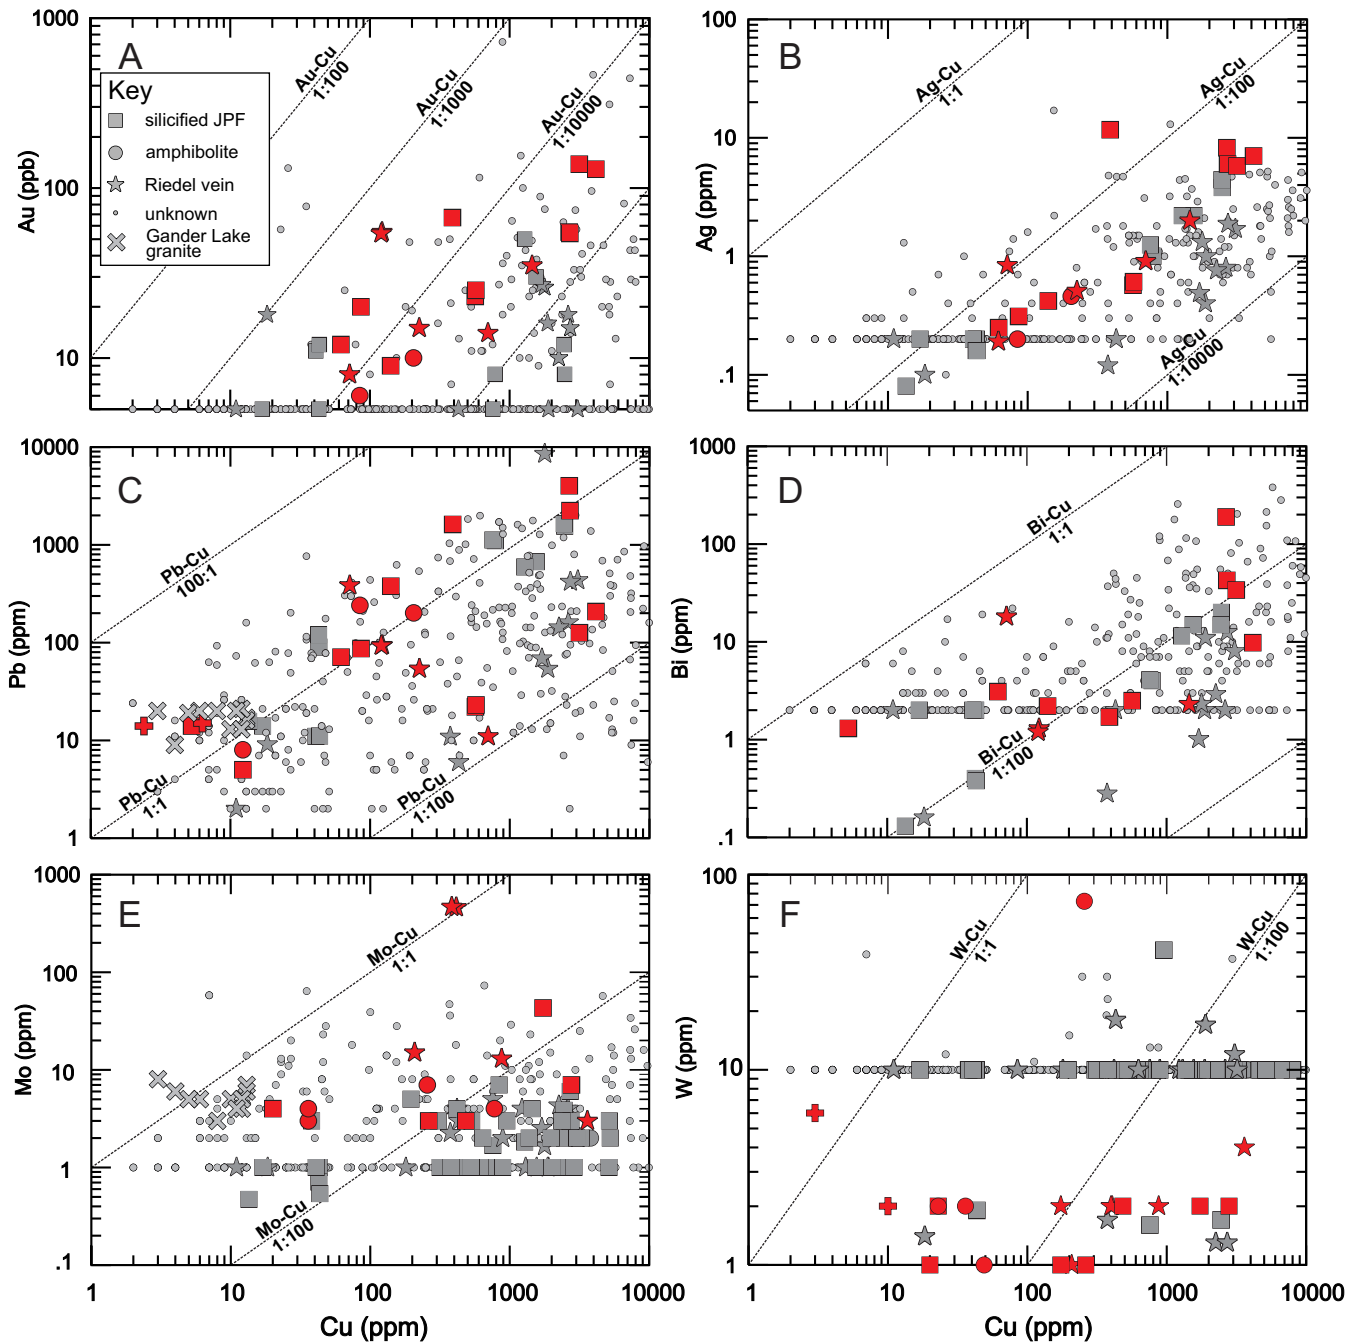 A
1000
100
10
Au (ppb)
Au-Cu
1:100
Au-Cu
1:1000
Au-Cu
1:10000
Key
silicified JPF
amphibolite
Riedel vein
unknown
Gander Lake
granite
B
100
10
1
.1
Ag (ppm)
Ag-Cu
1:1
Ag-Cu
1:100
Ag-Cu
1:10000
C
10000
1000
100
10
1
Pb (ppm)
Pb-Cu
100:1
Pb-Cu
1:1
Pb-Cu
1:100
D
1000
100
10
1
.1
Bi (ppm)
Bi-Cu
1:1
Bi-Cu
1:100
E
1000
100
10
1
.1
Mo (ppm)
Mo-Cu
1:1
Mo-Cu
1:100
1
10
100
1000
10000
Cu (ppm)
F
100
10
1
W (ppm)
W-Cu
1:1
W-Cu
1:100
1
10
100
1000
10000
Cu (ppm)